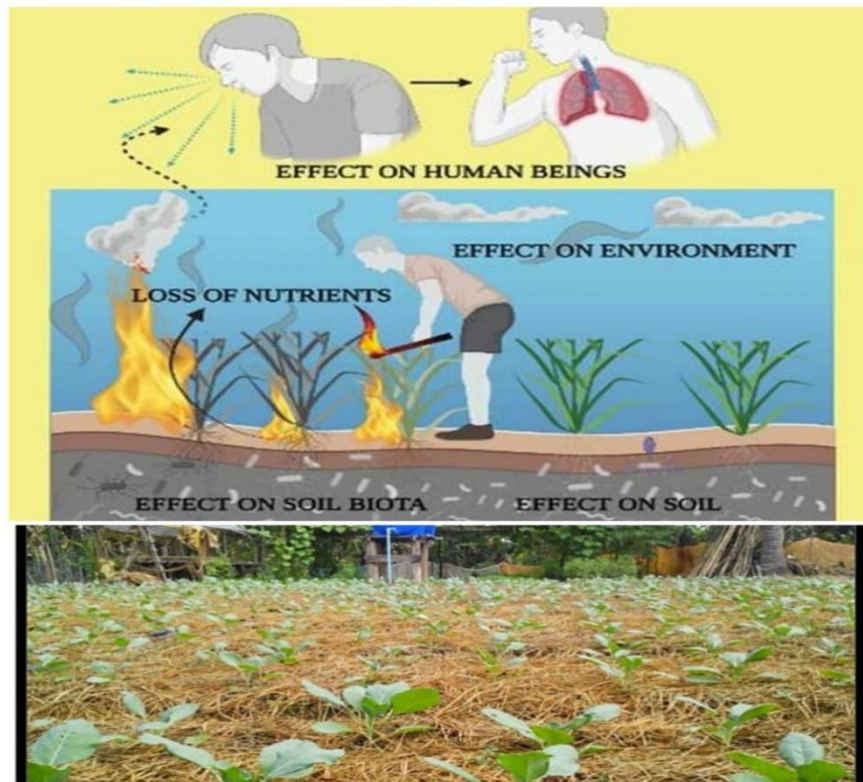 EFFECT ON HUMAN BEINGS
EFFECT ON ENVIRONMENT
LOSS OF NUTRIENTS
EFFECT ON SOIL BIOTA
EFFECT ON SOIL